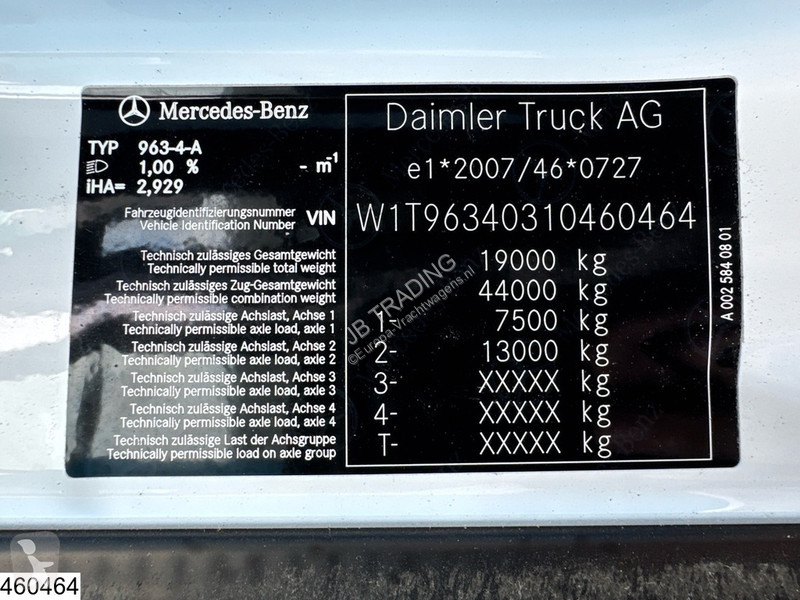 Mercedes-Benz
TYP 963-4-A
1,00 % - m-1
iHA= 2,929
Fahrzeugidentifizierungsnummer
Vehicle Identification Number
VIN
Technisch zulässiges Gesamtgewicht
Technically permissible total weight
Technisch zulässiges Zug-Gesamtgewicht
Technically permissible combination weight
Technisch zulässige Achslast, Achse 1
Technically permissible axle load, axle 1
Technisch zulässige Achslast, Achse 2
Technically permissible axle load, axle 2
Technisch zulässige Achslast, Achse 3
Technically permissible axle load, axle 3
Technisch zulässige Achslast, Achse 4
Technically permissible axle load, axle 4
Technisch zulässige Last der Achsgruppe
Technically permissible load on axle group
Daimler Truck AG
e1*2007/46*0727
W1T96340310460464
19000 kg
44000 kg
1- 7500 kg
2- 13000 kg
3- XXXXX kg
4- XXXXX kg
T- XXXXX kg
A 002 584 08 01
JB TRADING
©Europa-Vrachtwagens.nl
460464